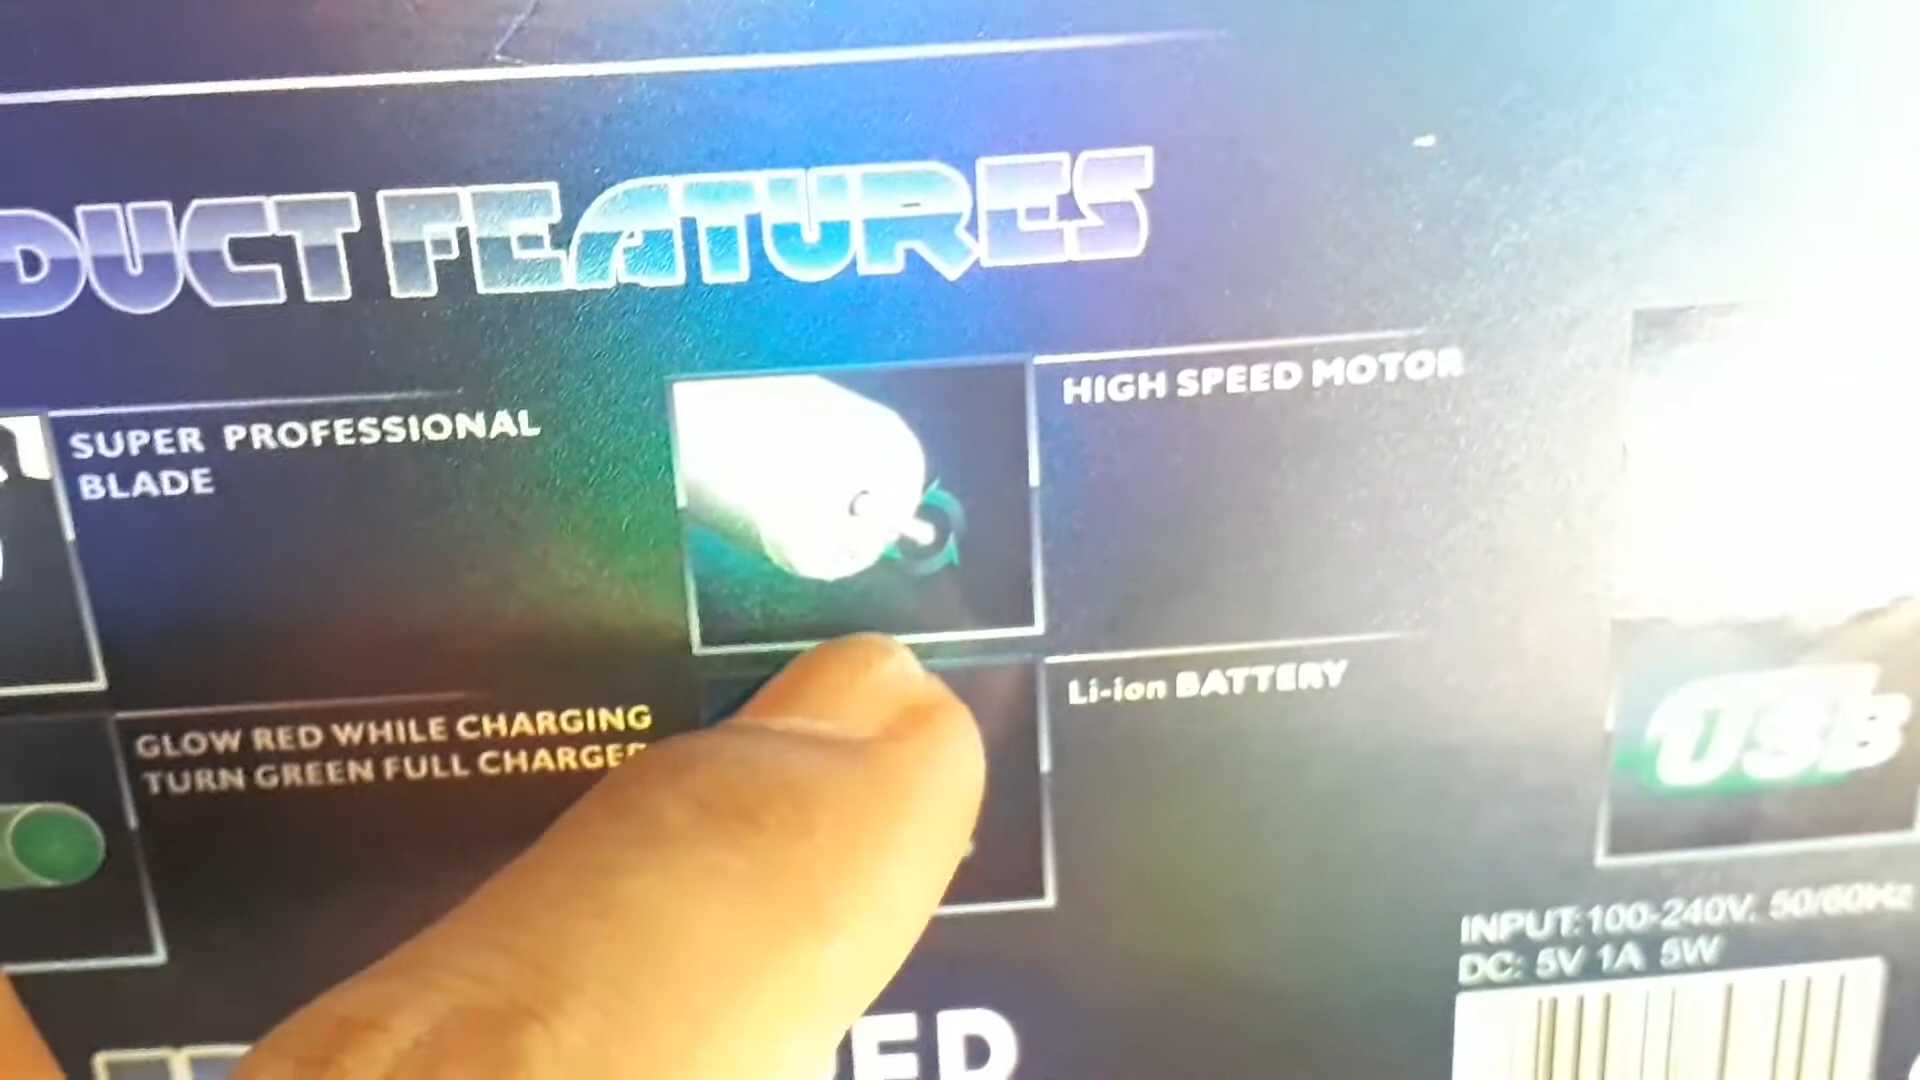 DUCT FEATURES
SUPER PROFESSIONAL
BLADE
HIGH SPEED MOTOR
GLOW RED WHILE CHARGING
TURN GREEN FULL CHARGE
Li-ion BATTERY
USB
INPUT: 100-240V. 50/60Hz
DC: 5V 1A 5W